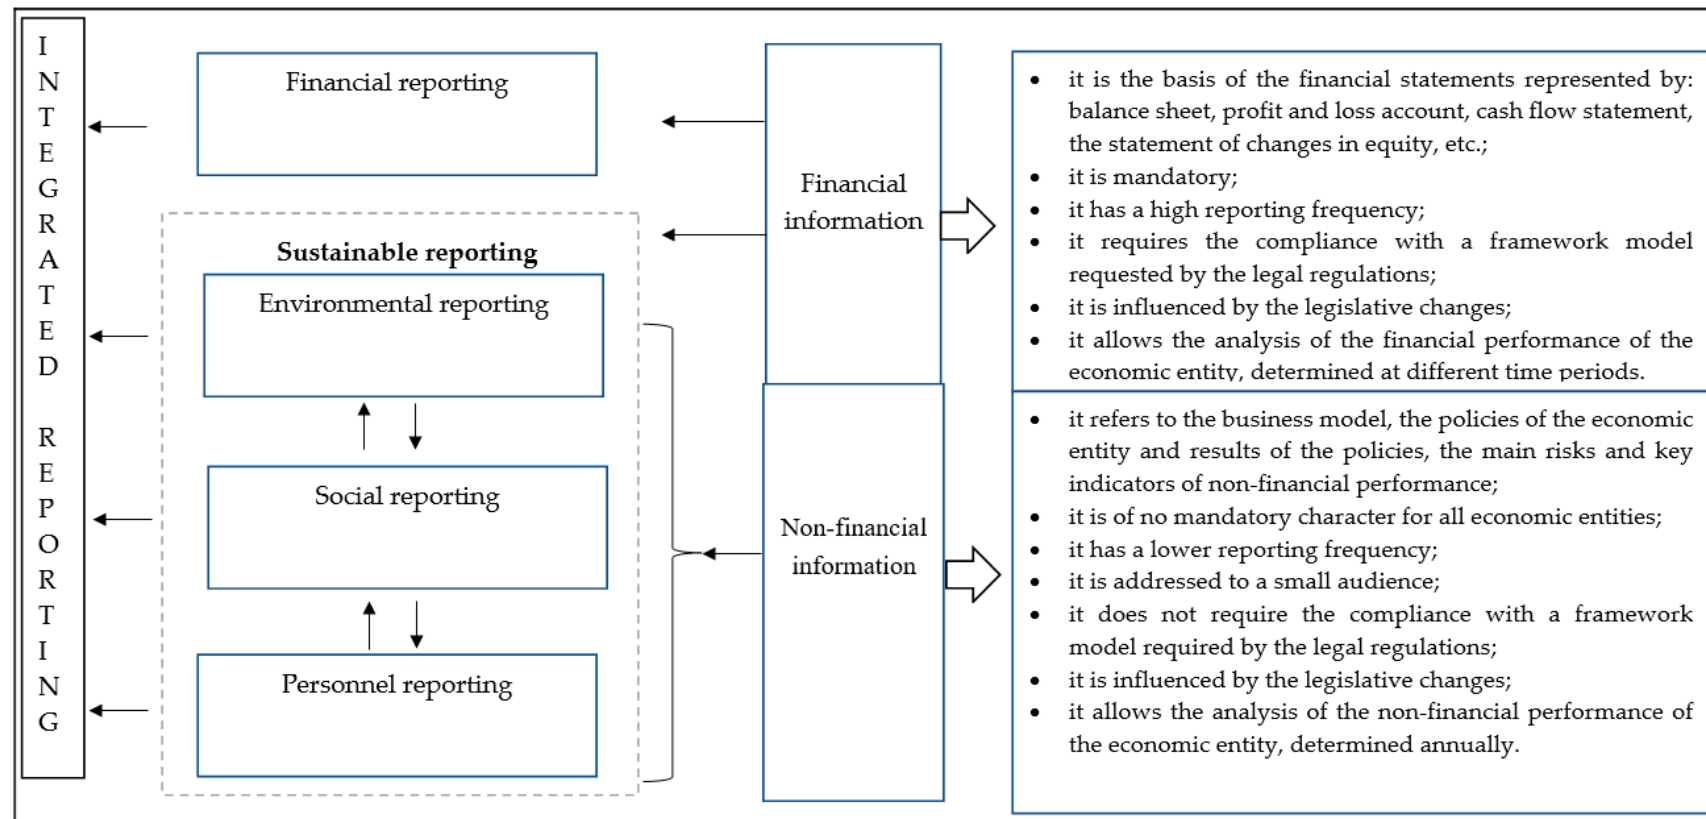 INTEGRATED REPORTING
Financial reporting
Sustainable reporting
Environmental reporting
Social reporting
Personnel reporting
Financial
information
Non-financial
information
• it is the basis of the financial statements represented by:
balance sheet, profit and loss account, cash flow statement,
the statement of changes in equity, etc.;
• it is mandatory;
• it has a high reporting frequency;
• it requires the compliance with a framework model
requested by the legal regulations;
• it is influenced by the legislative changes;
• it allows the analysis of the financial performance of the
economic entity, determined at different time periods.
• it refers to the business model, the policies of the economic
entity and results of the policies, the main risks and key
indicators of non-financial performance;
• it is of no mandatory character for all economic entities;
• it has a lower reporting frequency;
• it is addressed to a small audience;
• it does not require the compliance with a framework
model required by the legal regulations;
• it is influenced by the legislative changes;
• it allows the analysis of the non-financial performance of
the economic entity, determined annually.